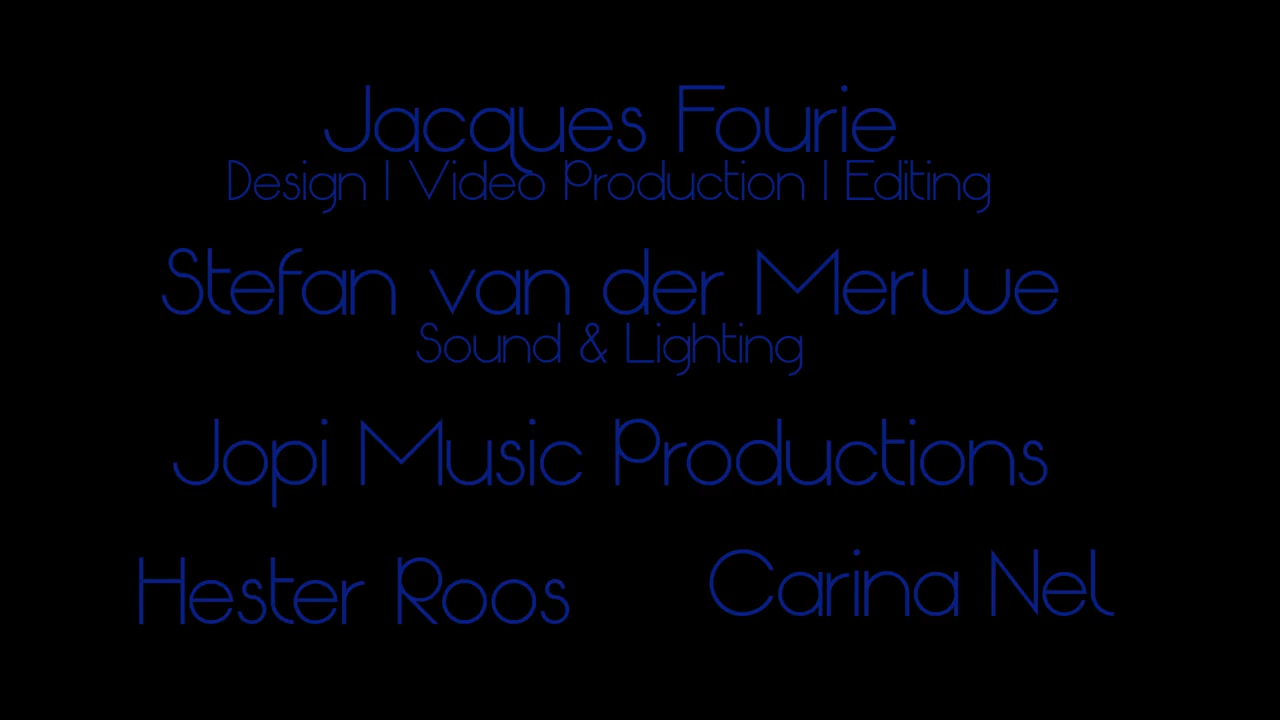 Jacques Fourie
Design | Video Production | Editing
Stefan van der Merwe
Sound & Lighting
Jopi Music Productions
Hester Roos
Carina Nel